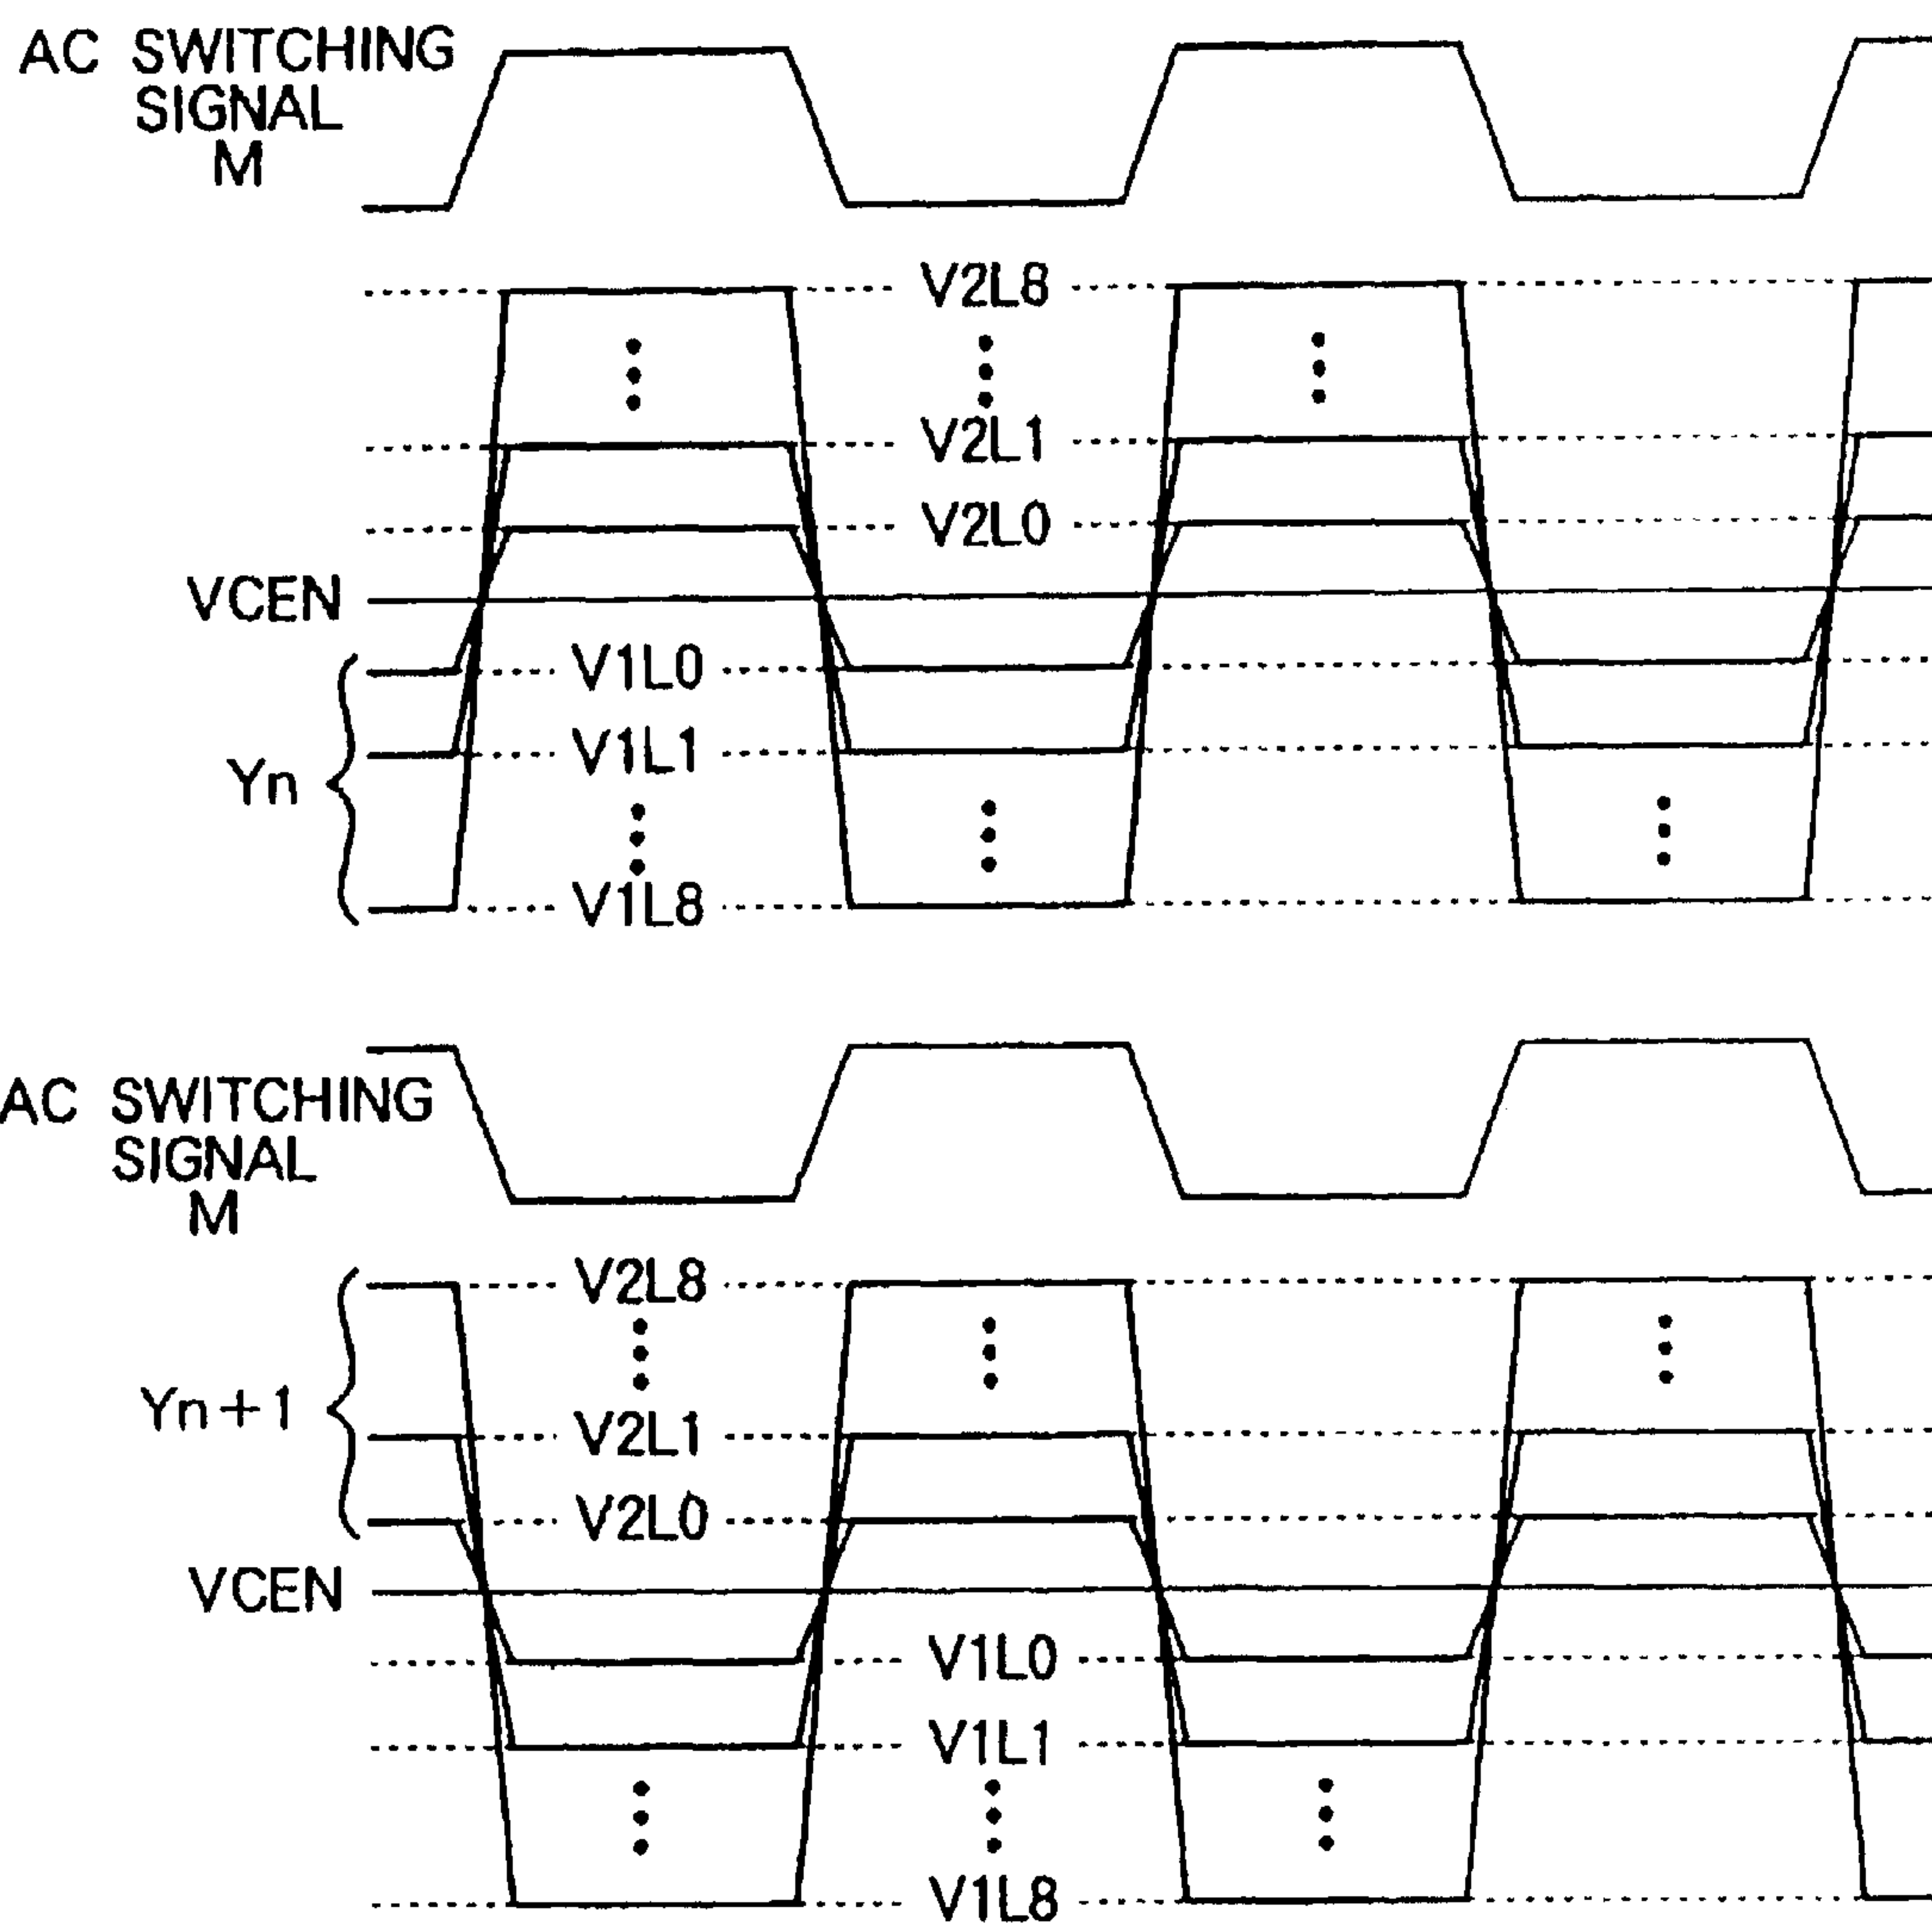 AC SWITCHING
SIGNAL
M
V2L8
V2L1
V2L0
VCEN
V1L0
Yn
V1L1
V1L8
AC SWITCHING
SIGNAL
M
V2L8
Yn+1
V2L1
V2L0
VCEN
V1L0
V1L1
V1L8